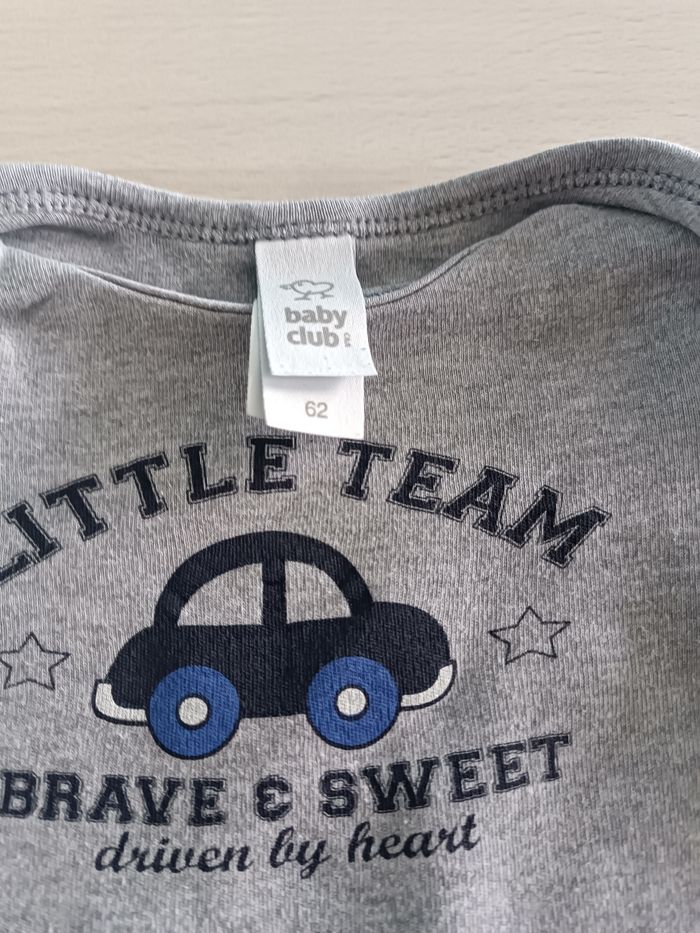 baby
club
62
LITTLE TEAM
BRAVE & SWEET
driven by heart